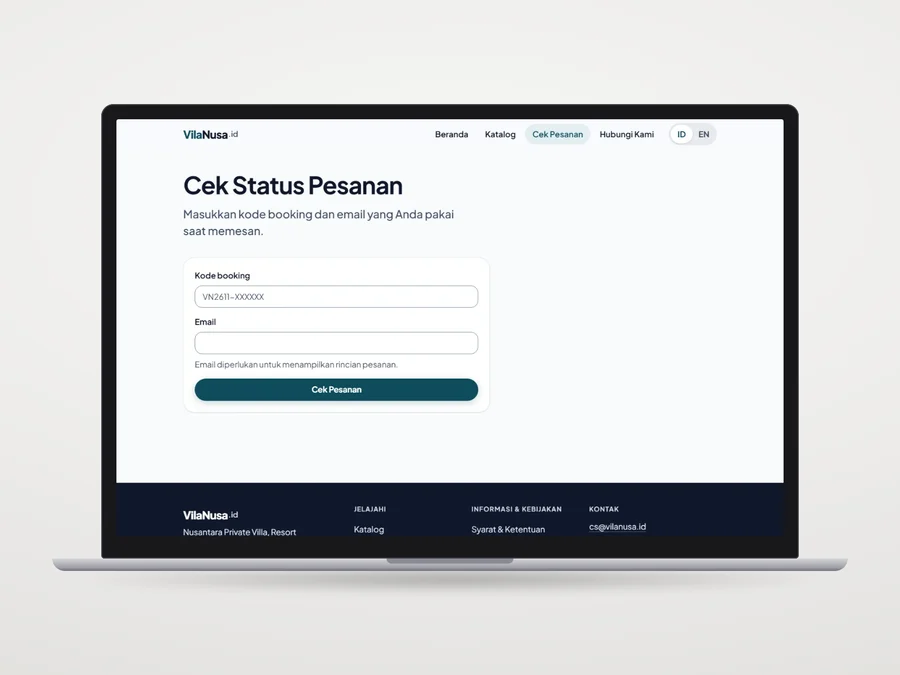 VilaNusa.id
Beranda
Katalog
Cek Pesanan
Hubungi Kami
ID
EN
Cek Status Pesanan
Masukkan kode booking dan email yang Anda pakai
saat memesan.
Kode booking
VN2611-XXXXXX
Email
Email diperlukan untuk menampilkan rincian pesanan.
Cek Pesanan
VilaNusa.id
Nusantara Private Villa, Resort
JELAJAHI
Katalog
INFORMASI & KEBIJAKAN
Syarat & Ketentuan
KONTAK
cs@vilanusa.id